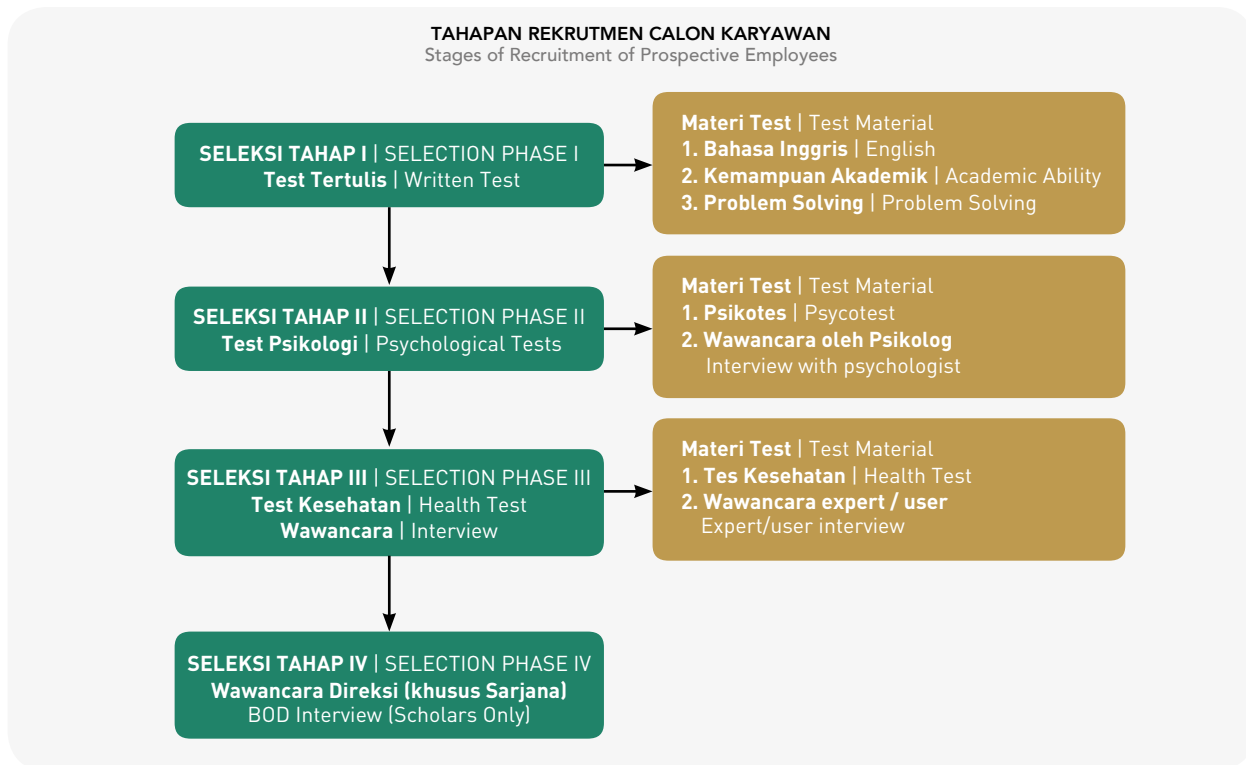 TAHAPAN REKRUTMEN CALON KARYAWAN
Stages of Recruitment of Prospective Employees
SELEKSI TAHAP I | SELECTION PHASE I
Test Tertulis | Written Test
Materi Test | Test Material
1. Bahasa Inggris | English
2. Kemampuan Akademik | Academic Ability
3. Problem Solving | Problem Solving
SELEKSI TAHAP II | SELECTION PHASE II
Test Psikologi | Psychological Tests
Materi Test | Test Material
1. Psikotes | Psycotest
2. Wawancara oleh Psikolog
Interview with psychologist
SELEKSI TAHAP III | SELECTION PHASE III
Test Kesehatan | Health Test
Wawancara | Interview
Materi Test | Test Material
1. Tes Kesehatan | Health Test
2. Wawancara expert / user
Expert/user interview
SELEKSI TAHAP IV | SELECTION PHASE IV
Wawancara Direksi (khusus Sarjana)
BOD Interview (Scholars Only)